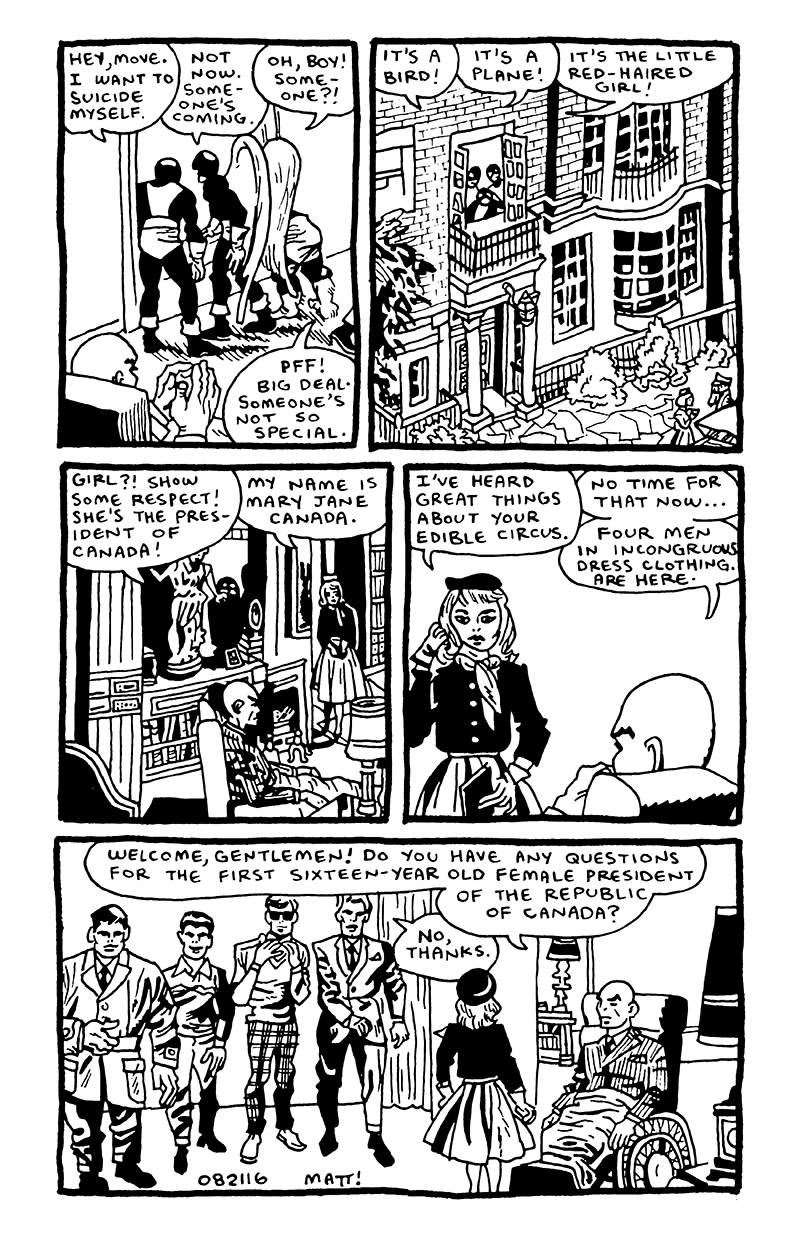 HEY, MOVE.
I WANT TO
SUICIDE
MYSELF.
NOT
NOW.
SOME-
ONE'S
COMING.
OH, BOY!
SOME-
ONE?!
PFF!
BIG DEAL.
SOMEONE'S
NOT SO
SPECIAL.
IT'S A
BIRD!
IT'S A
PLANE!
IT'S THE LITTLE
RED-HAIRED
GIRL!
GIRL?! SHOW
SOME RESPECT!
SHE'S THE PRES-
IDENT OF
CANADA!
MY NAME IS
MARY JANE
CANADA.
I'VE HEARD
GREAT THINGS
ABOUT YOUR
EDIBLE CIRCUS.
NO TIME FOR
THAT NOW...
FOUR MEN
IN INCONGRUOUS
DRESS CLOTHING.
ARE HERE.
WELCOME, GENTLEMEN! DO YOU HAVE ANY QUESTIONS
FOR THE FIRST SIXTEEN-YEAR OLD FEMALE PRESIDENT
OF THE REPUBLIC
OF CANADA?
NO,
THANKS.
082116 MATT!